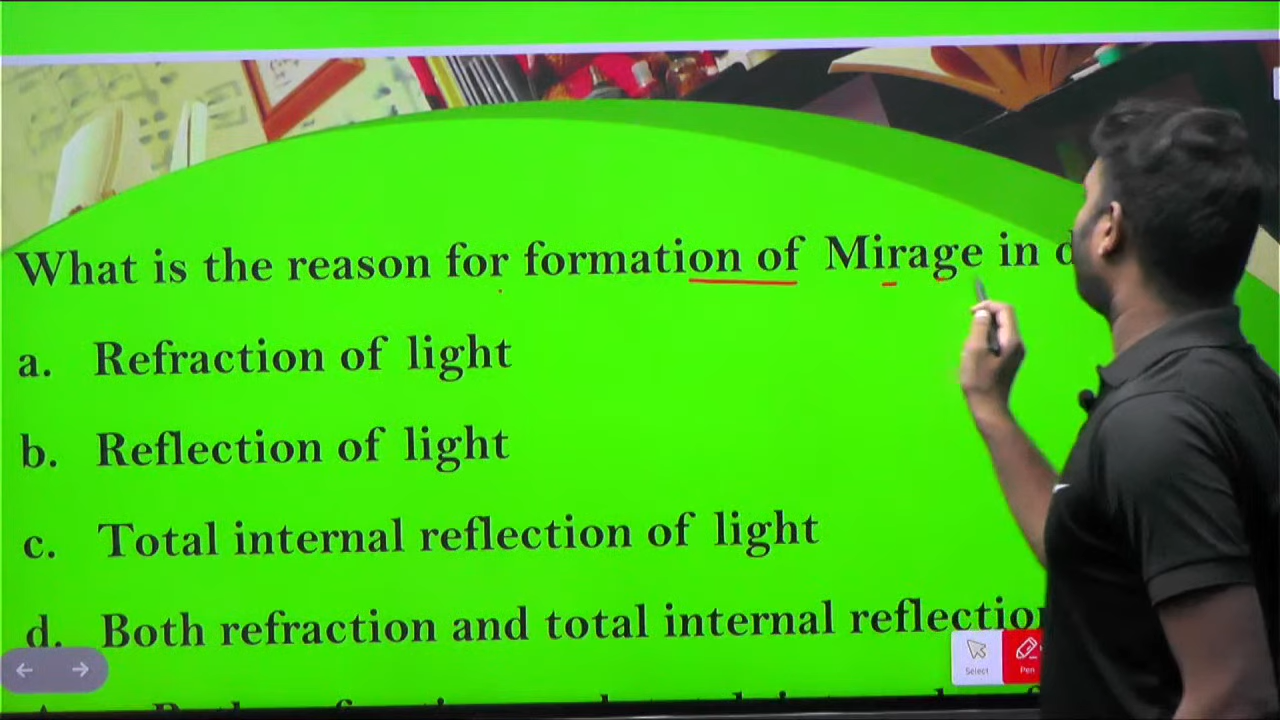 What is the reason for formation of Mirage in
a. Refraction of light
b. Reflection of light
c. Total internal reflection of light
d. Both refraction and total internal reflection
Select
Pen